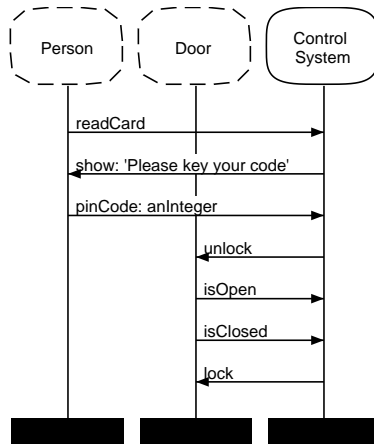 Person
Door
Control
System
readCard
show: 'Please key your code'
pinCode: anInteger
unlock
isOpen
isClosed
lock